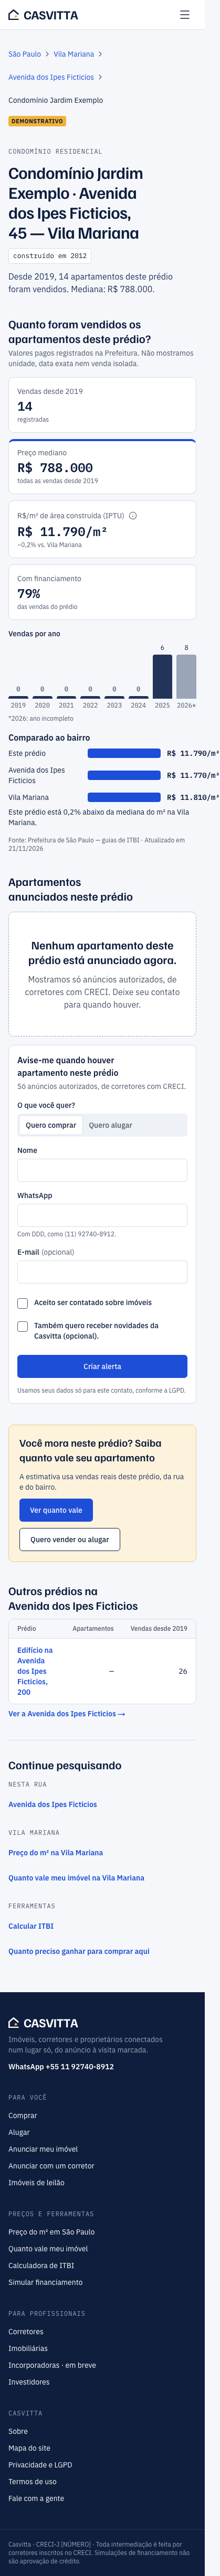 CASVITTA
São Paulo > Vila Mariana >
Avenida dos Ipes Fictícios >
Condomínio Jardim Exemplo
DEMONSTRATIVO
CONDOMÍNIO RESIDENCIAL
Condomínio Jardim
Exemplo · Avenida
dos Ipes Ficticios,
45 — Vila Mariana
construído em 2012
Desde 2019, 14 apartamentos deste prédio
foram vendidos. Mediana: R$ 788.000.
Quanto foram vendidos os
apartamentos deste prédio?
Valores pagos registrados na Prefeitura. Não mostramos
unidade, data exata nem venda isolada.
Vendas desde 2019
14
registradas
Preço mediano
R$ 788.000
todas as vendas desde 2019
R$/m² de área construída (IPTU)
R$ 11.790/m²
−0,2% vs. Vila Mariana
Com financiamento
79%
das vendas do prédio
Vendas por ano
0 0 0 0 0 0 6 8
2019 2020 2021 2022 2023 2024 2025 2026*
*2026: ano incompleto
Comparado ao bairro
Este prédio R$ 11.790/m²
Avenida dos Ipes
Ficticios R$ 11.770/m²
Vila Mariana R$ 11.810/m²
Este prédio está 0,2% abaixo da mediana do m² na Vila
Mariana.
Fonte: Prefeitura de São Paulo — guias de ITBI · Atualizado em
21/11/2026
Apartamentos
anunciados neste prédio
Nenhum apartamento deste
prédio está anunciado agora.
Mostramos só anúncios autorizados, de
corretores com CRECI. Deixe seu contato
para quando houver.
Avise-me quando houver
apartamento neste prédio
Só anúncios autorizados, de corretores com CRECI.
O que você quer?
Quero comprar Quero alugar
Nome
WhatsApp
Com DDD, como (11) 92740-8912.
E-mail (opcional)
Aceito ser contatado sobre imóveis
Também quero receber novidades da
Casvitta (opcional).
Criar alerta
Usamos seus dados só para este contato, conforme a LGPD.
Você mora neste prédio? Saiba
quanto vale seu apartamento
A estimativa usa vendas reais deste prédio, da rua
e do bairro.
Ver quanto vale
Quero vender ou alugar
Outros prédios na
Avenida dos Ipes Ficticios
Prédio Apartamentos Vendas desde 2019
Edifício na
Avenida
dos Ipes
Ficticios,
200 — 26
Ver a Avenida dos Ipes Ficticios →
Continue pesquisando
NESTA RUA
Avenida dos Ipes Ficticios
VILA MARIANA
Preço do m² na Vila Mariana
Quanto vale meu imóvel na Vila Mariana
FERRAMENTAS
Calcular ITBI
Quanto preciso ganhar para comprar aqui
CASVITTA
Imóveis, corretores e proprietários conectados
num lugar só, do anúncio à visita marcada.
WhatsApp +55 11 92740-8912
PARA VOCÊ
Comprar
Alugar
Anunciar meu imóvel
Anunciar com um corretor
Imóveis de leilão
PREÇOS E FERRAMENTAS
Preço do m² em São Paulo
Quanto vale meu imóvel
Calculadora de ITBI
Simular financiamento
PARA PROFISSIONAIS
Corretores
Imobiliárias
Incorporadoras · em breve
Investidores
CASVITTA
Sobre
Mapa do site
Privacidade e LGPD
Termos de uso
Fale com a gente
Casvitta · CRECI-J [NÚMERO] · Toda intermediação é feita por
corretores inscritos no CRECI. Simulações de financiamento não
são aprovação de crédito.